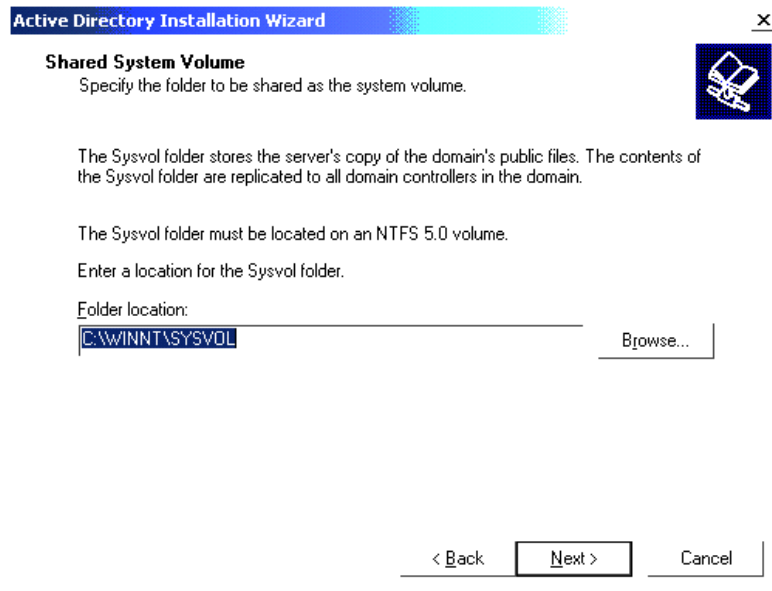 Active Directory Installation Wizard
Shared System Volume
Specify the folder to be shared as the system volume.
The Sysvol folder stores the server's copy of the domain's public files. The contents of
the Sysvol folder are replicated to all domain controllers in the domain.
The Sysvol folder must be located on an NTFS 5.0 volume.
Enter a location for the Sysvol folder.
Folder location:
C:\WINNT\SYSVOL
Browse...
< Back
Next >
Cancel